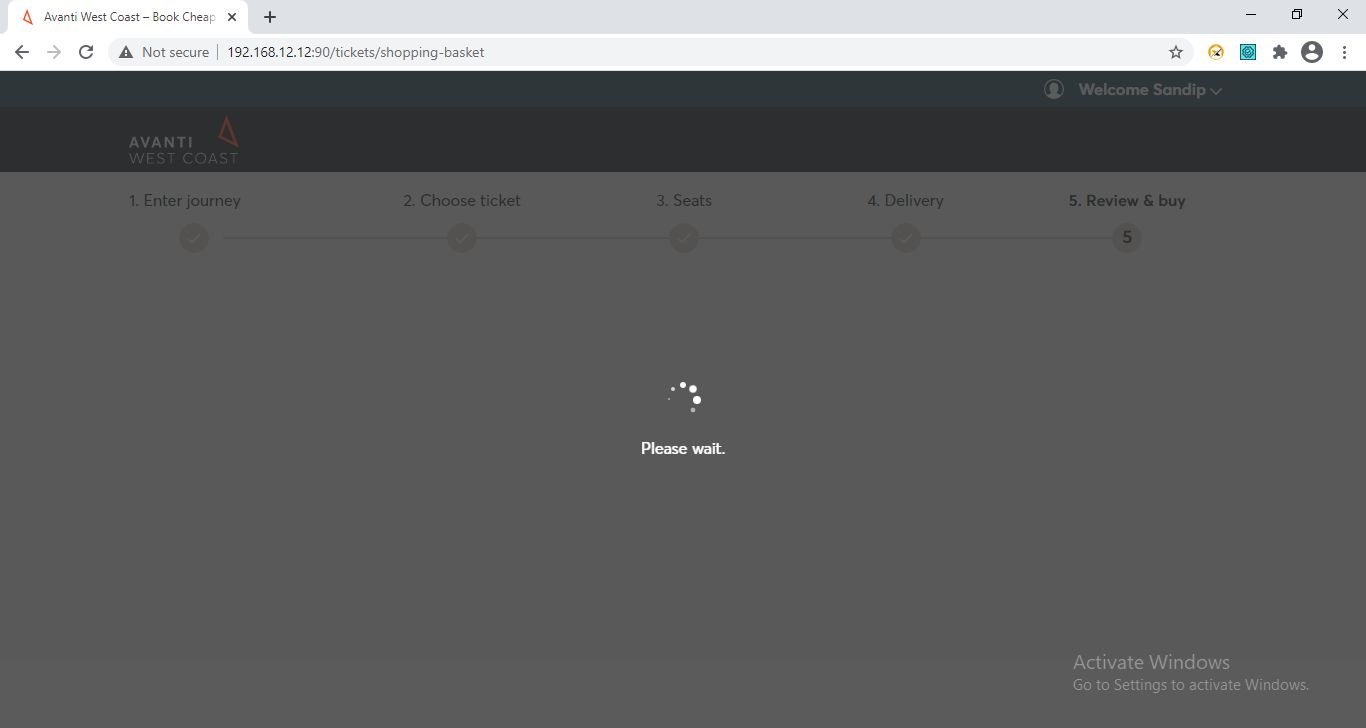 Avanti West Coast – Book Cheap
Not secure 192.168.12.12:90/tickets/shopping-basket
Welcome Sandip
AVANTI
WEST COAST
1. Enter journey 2. Choose ticket 3. Seats 4. Delivery 5. Review & buy
5
Please wait.
Activate Windows
Go to Settings to activate Windows.